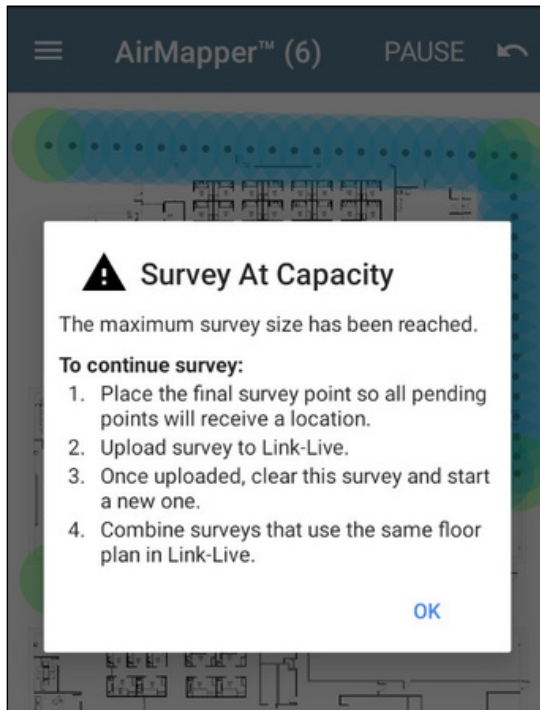 AirMapper™ (6) PAUSE
Survey At Capacity
The maximum survey size has been reached.
To continue survey:
1. Place the final survey point so all pending
points will receive a location.
2. Upload survey to Link-Live.
3. Once uploaded, clear this survey and start
a new one.
4. Combine surveys that use the same floor
plan in Link-Live.
OK